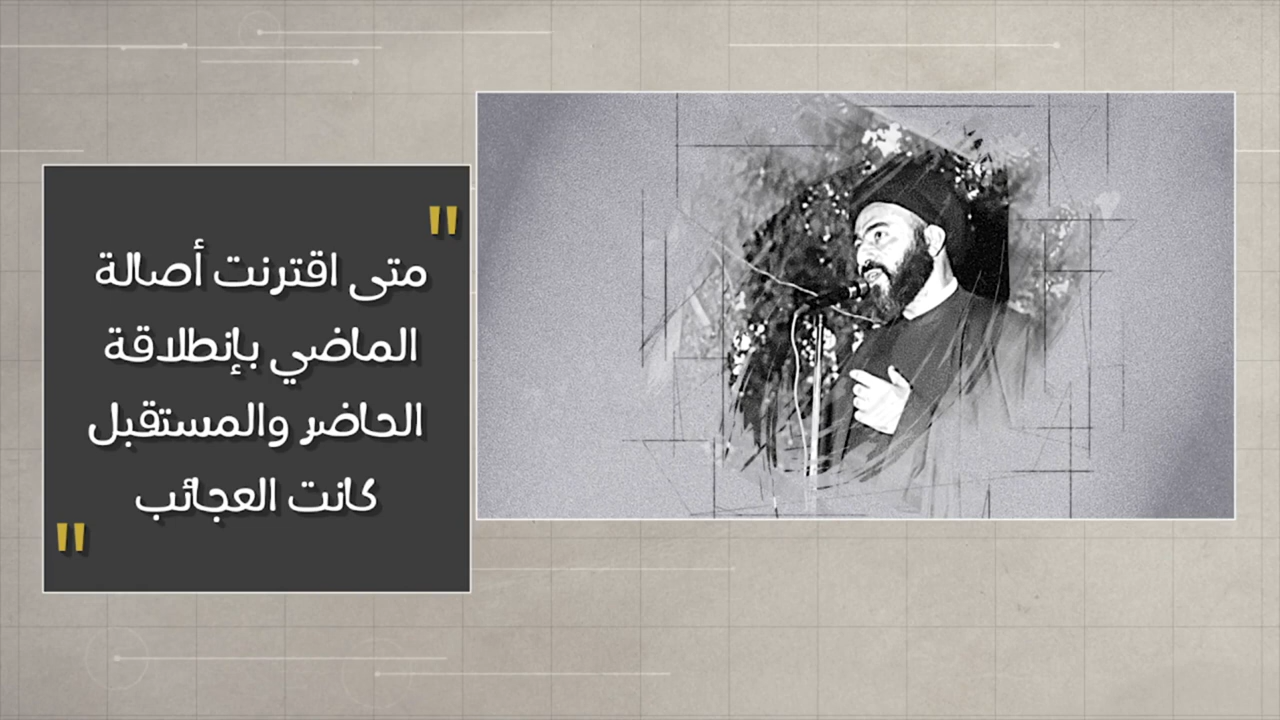 "
متى اقترنت أصالة
الماضي بإنطلاقة
الحاضر والمستقبل
كانت العجائب
"